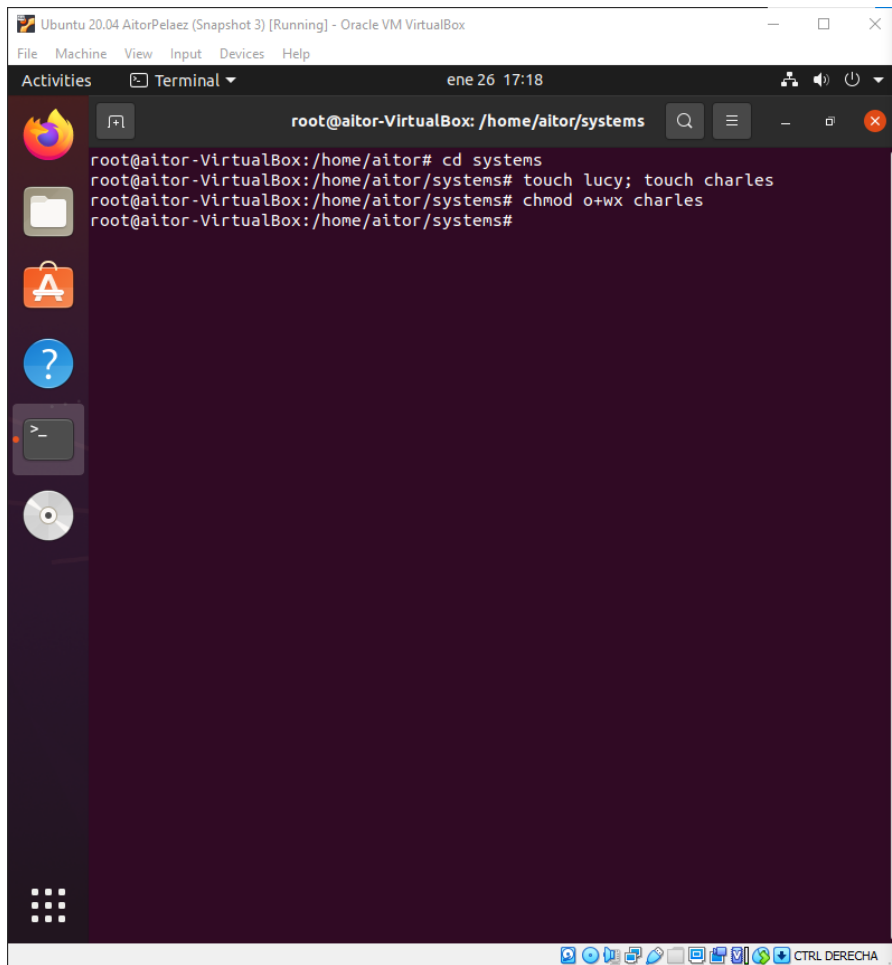 Ubuntu 20.04 AitorPelaez (Snapshot 3) [Running] - Oracle VM VirtualBox
File Machine View Input Devices Help
Activities Terminal ene 26 17:18
root@aitor-VirtualBox: /home/aitor/systems
root@aitor-VirtualBox:/home/aitor# cd systems
root@aitor-VirtualBox:/home/aitor/systems# touch lucy; touch charles
root@aitor-VirtualBox:/home/aitor/systems# chmod o+wx charles
root@aitor-VirtualBox:/home/aitor/systems#
CTRL DERECHA